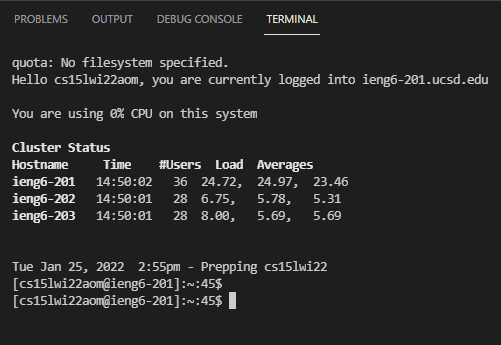 PROBLEMS OUTPUT DEBUG CONSOLE TERMINAL
quota: No filesystem specified.
Hello cs15lwi22aom, you are currently logged into ieng6-201.ucsd.edu
You are using 0% CPU on this system
Cluster Status
Hostname Time #Users Load Averages
ieng6-201 14:50:02 36 24.72, 24.97, 23.46
ieng6-202 14:50:01 28 6.75, 5.78, 5.31
ieng6-203 14:50:01 28 8.00, 5.69, 5.69
Tue Jan 25, 2022 2:55pm - Prepping cs15lwi22
[cs15lwi22aom@ieng6-201]:~:45$
[cs15lwi22aom@ieng6-201]:~:45$